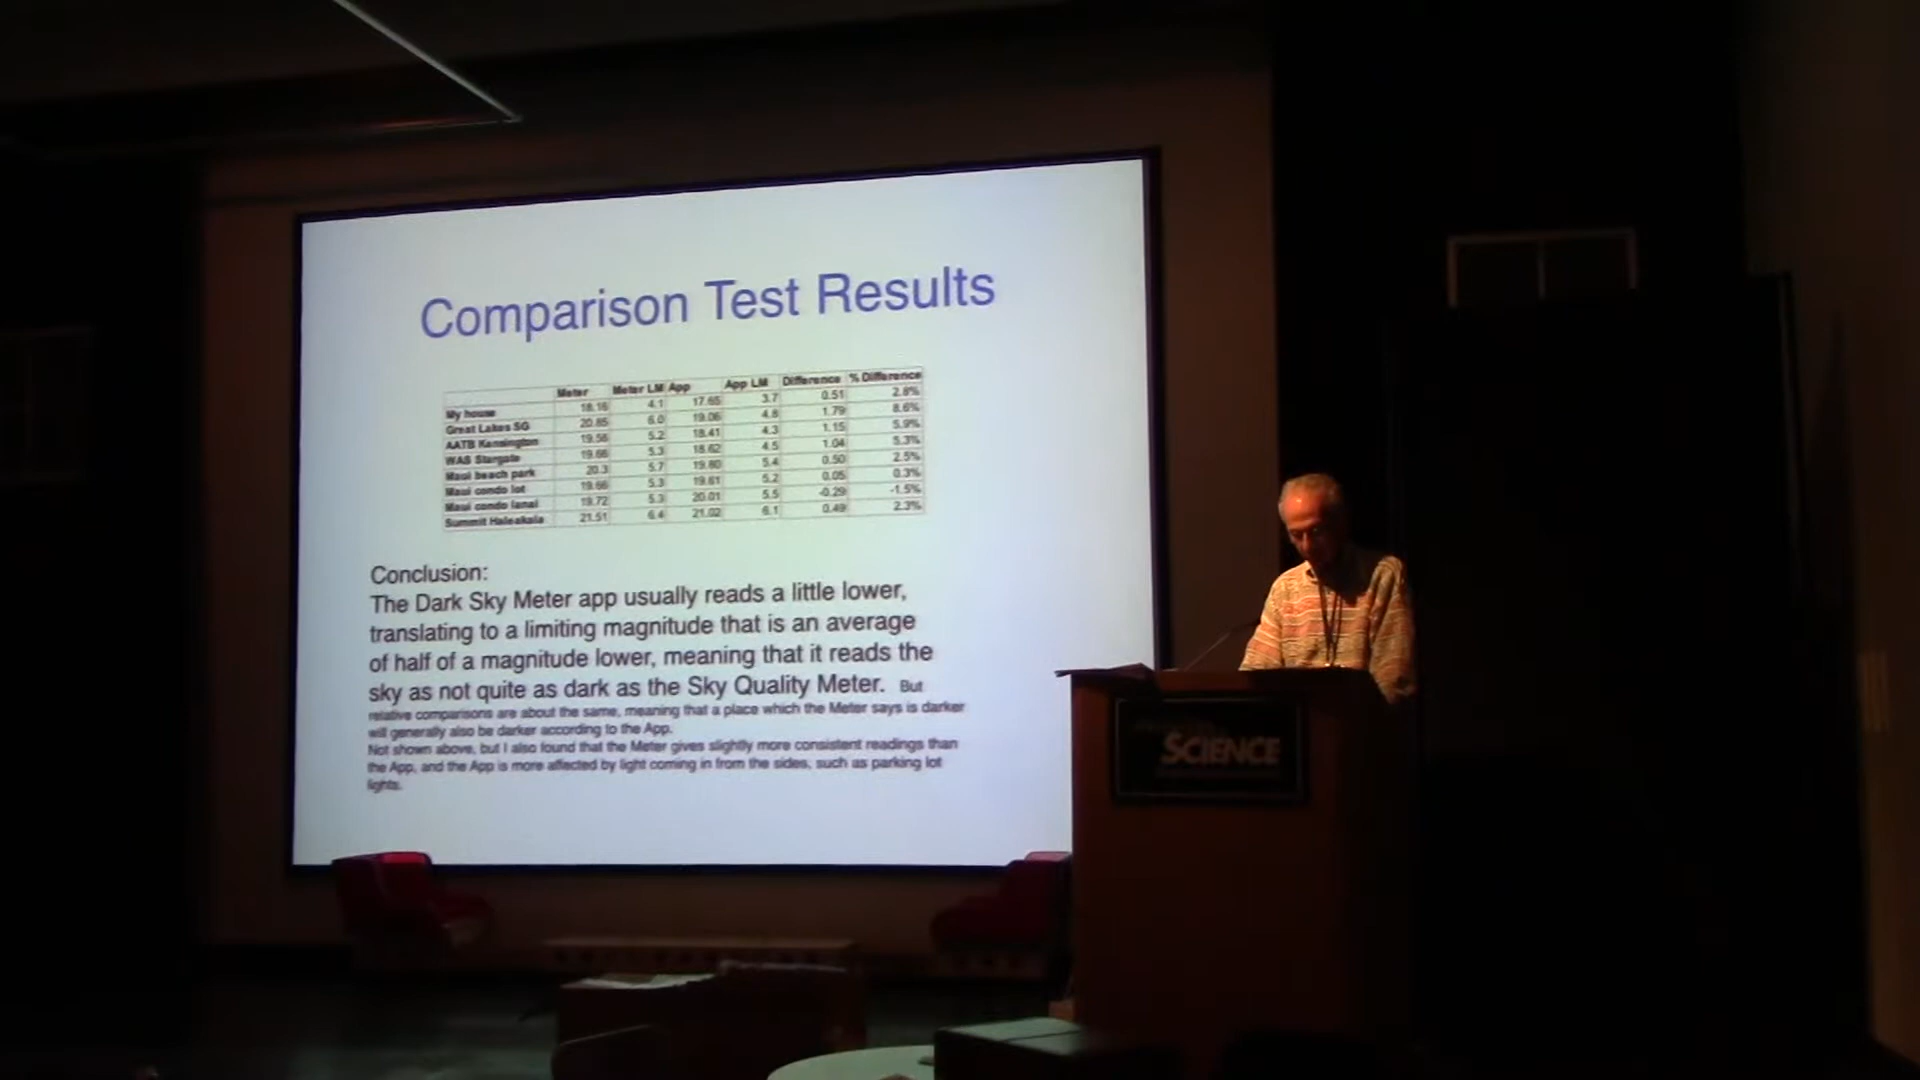 Comparison Test Results
Meter Meter LM App App LM Difference % Difference
My house 18.16 4.1 17.65 3.7 0.51 2.8%
Great Lakes SG 20.85 6.0 19.06 4.8 1.79 8.6%
AATB Kensington 19.56 5.2 18.41 4.3 1.15 5.9%
WAS Stargate 19.66 5.3 18.62 4.5 1.04 5.3%
Maui beach park 20.3 5.7 19.80 5.4 0.50 2.5%
Maui condo lot 19.66 5.3 19.61 5.2 0.05 0.3%
Maui condo lanai 19.72 5.3 20.01 5.5 -0.29 -1.5%
Summit Haleakala 21.51 6.4 21.02 6.1 0.49 2.3%
Conclusion:
The Dark Sky Meter app usually reads a little lower,
translating to a limiting magnitude that is an average
of half of a magnitude lower, meaning that it reads the
sky as not quite as dark as the Sky Quality Meter. But
relative comparisons are about the same, meaning that a place which the Meter says is darker
will generally also be darker according to the App.
Not shown above, but I also found that the Meter gives slightly more consistent readings than
the App, and the App is more affected by light coming in from the sides, such as parking lot
lights.
SCIENCE